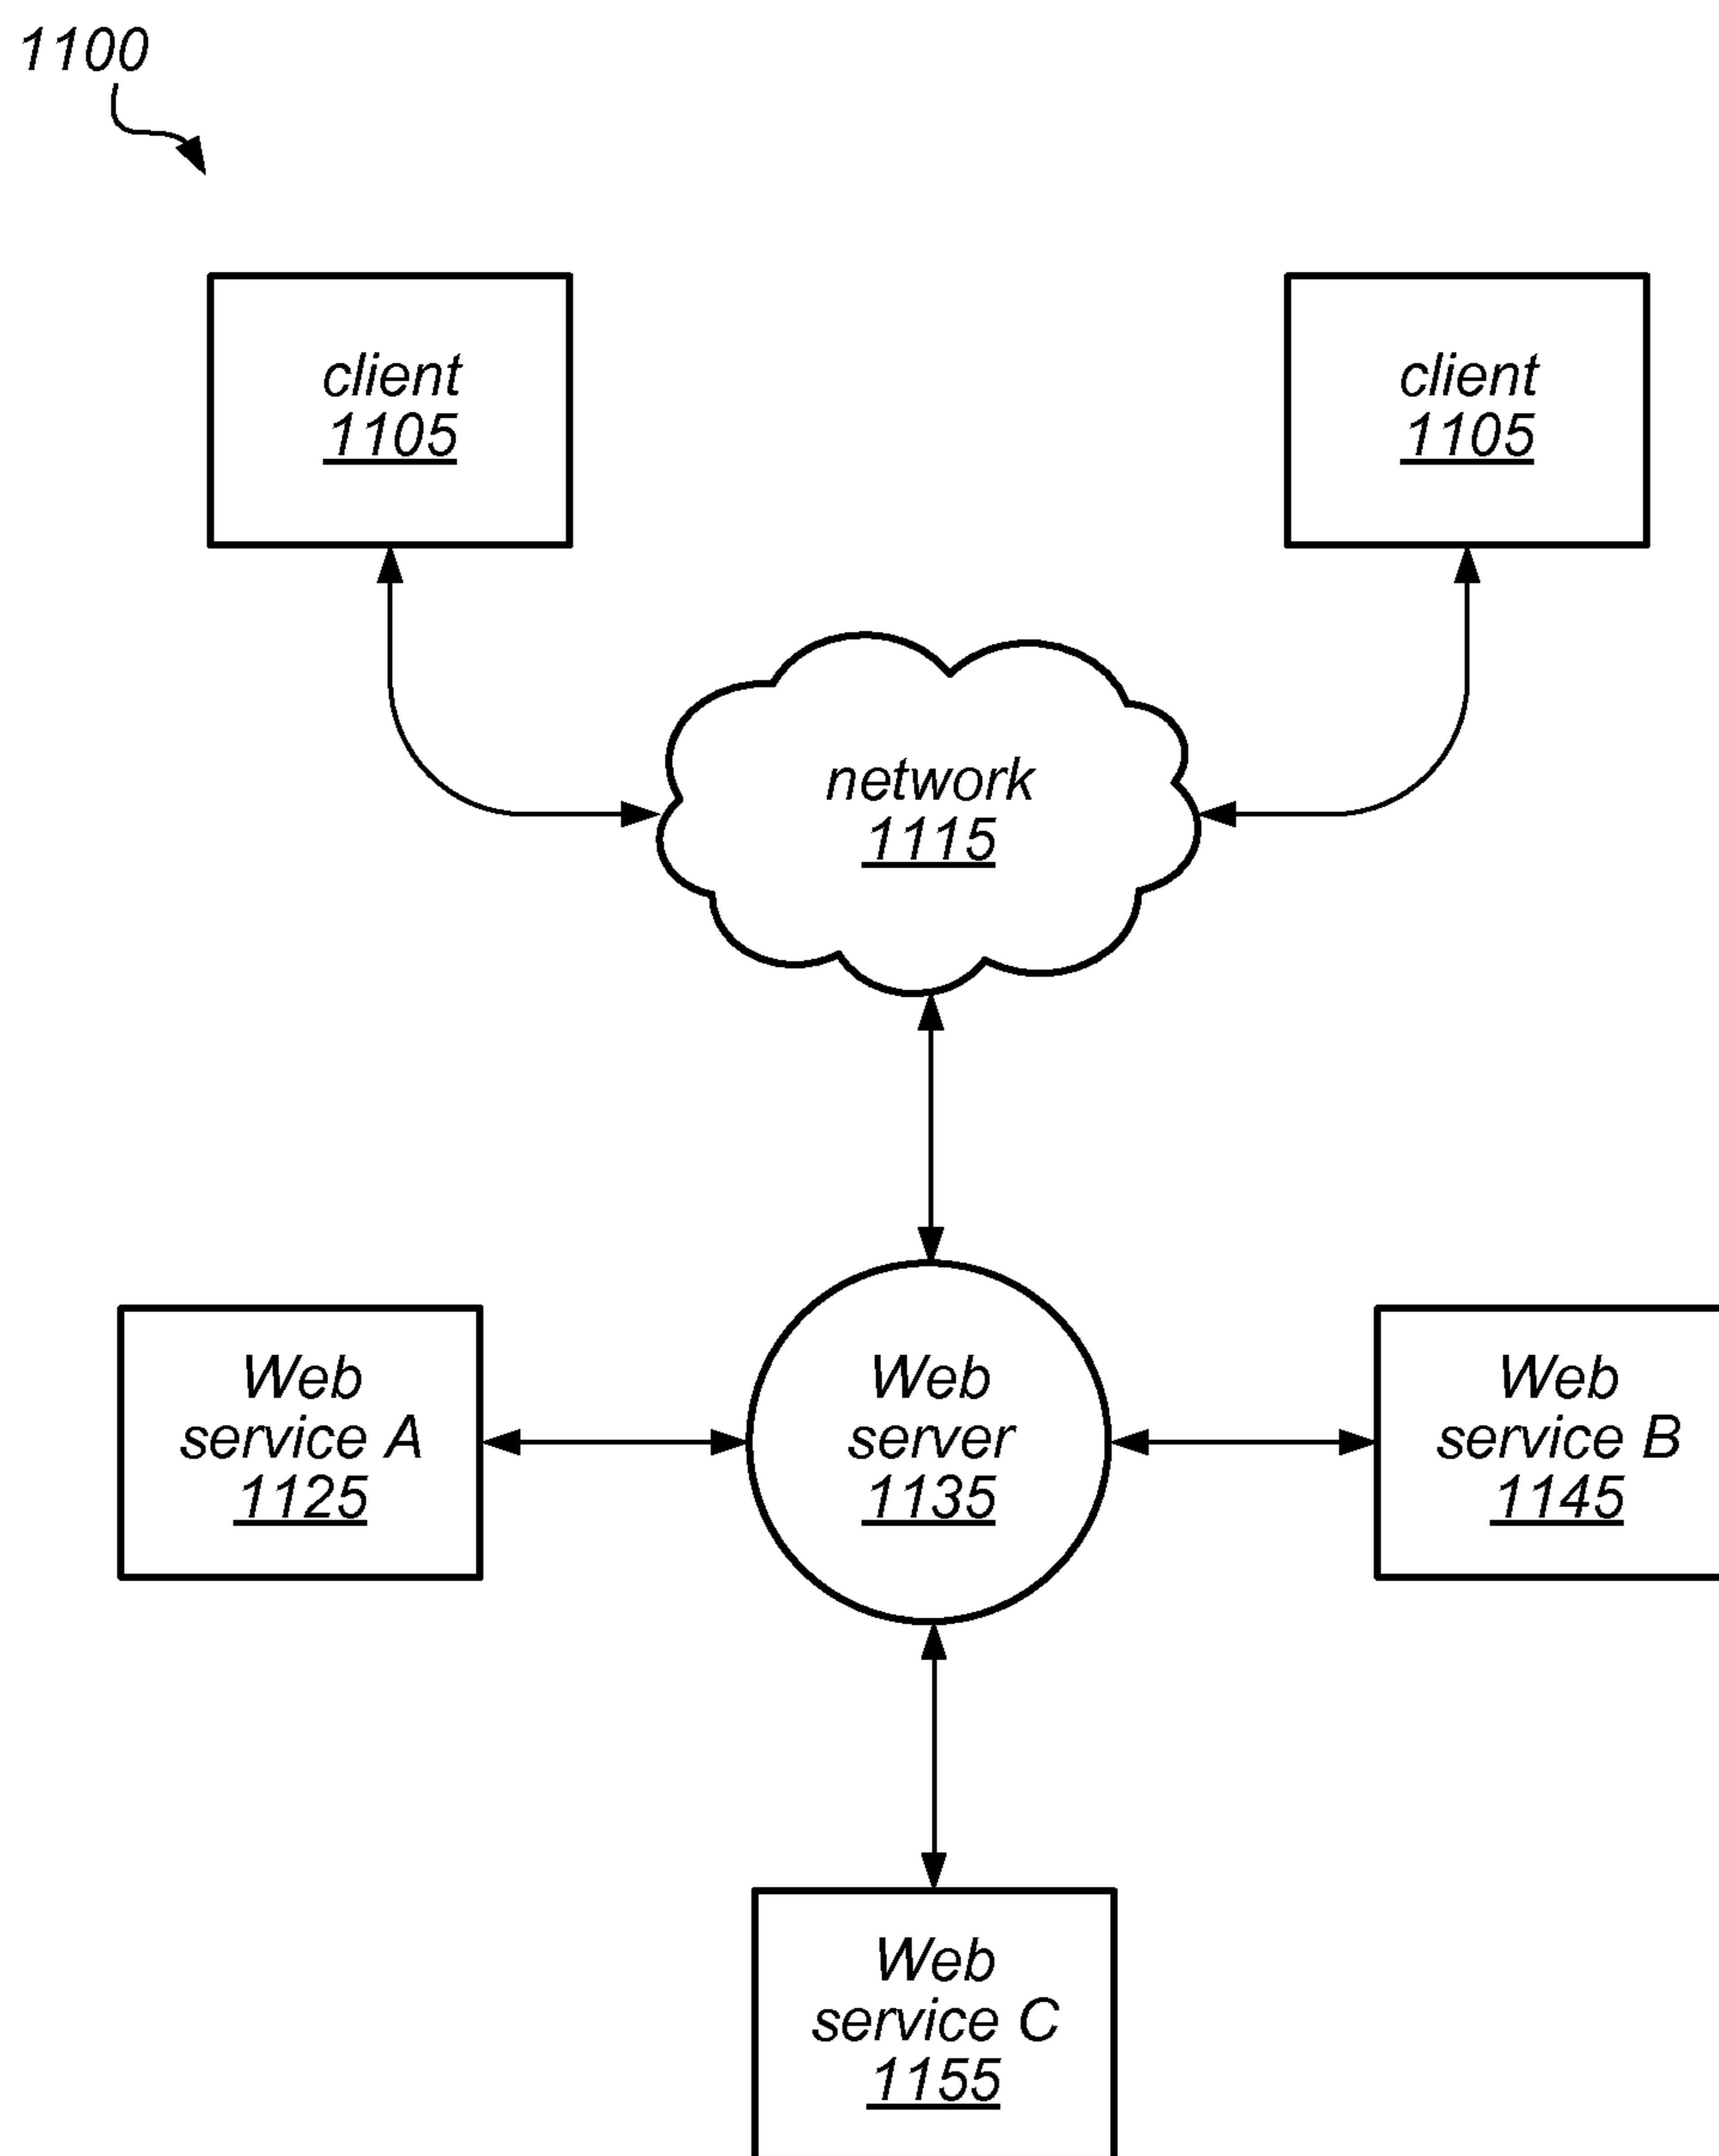 1100
client
1105
client
1105
network
1115
Web
service A
1125
Web
server
1135
Web
service B
1145
Web
service C
1155